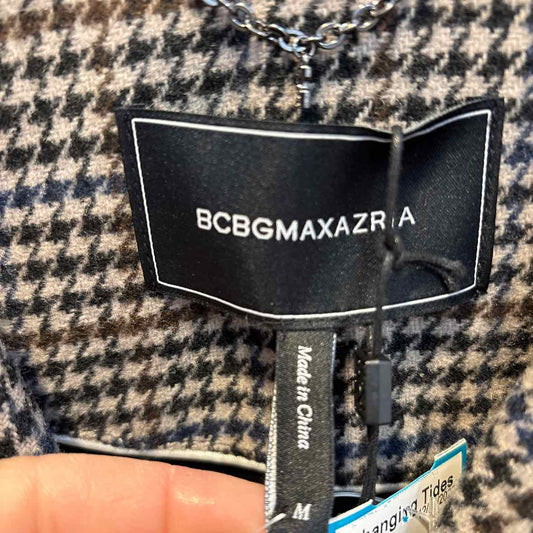 BCBGMAXAZRIA
Made in China
M
hanging Tides